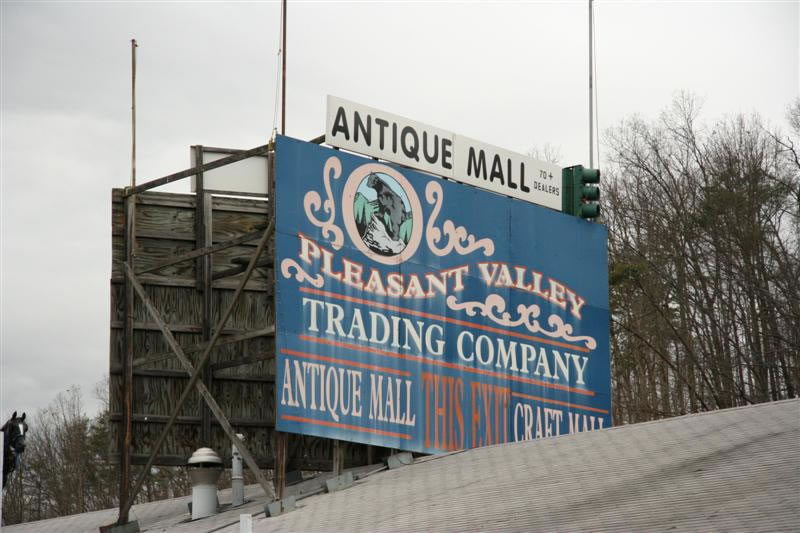 ANTIQUE MALL 70+ DEALERS
PLEASANT VALLEY
TRADING COMPANY
ANTIQUE MALL THIS EXIT CRAFT MALL